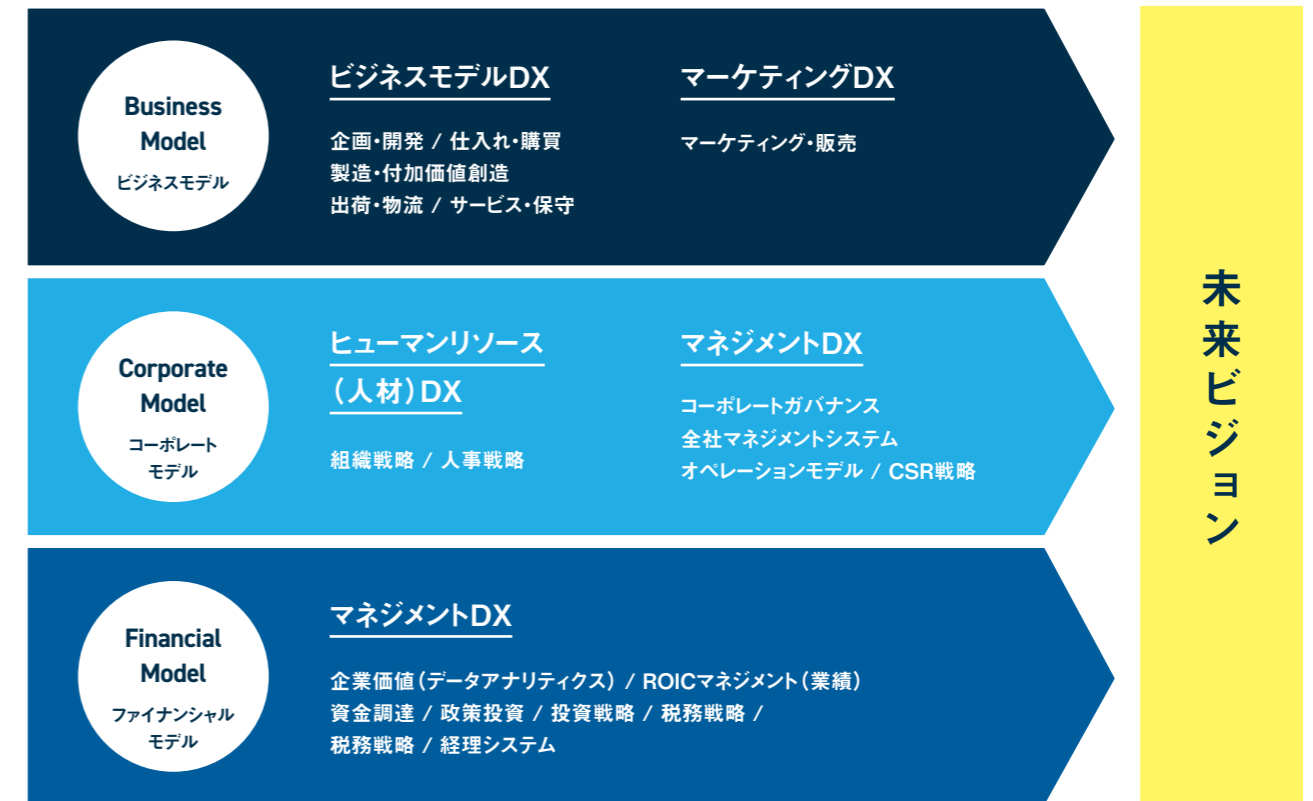 Business
Model
ビジネスモデル
ビジネスモデルDX
企画・開発 / 仕入れ・購買
製造・付加価値創造
出荷・物流 / サービス・保守
マーケティングDX
マーケティング・販売
Corporate
Model
コーポレート
モデル
ヒューマンリソース
（人材）DX
組織戦略 / 人事戦略
マネジメントDX
コーポレートガバナンス
全社マネジメントシステム
オペレーションモデル / CSR戦略
Financial
Model
ファイナンシャル
モデル
マネジメントDX
企業価値（データアナリティクス） / ROICマネジメント（業績）
資金調達 / 政策投資 / 投資戦略 / 税務戦略 /
税務戦略 / 経理システム
未来ビジョン